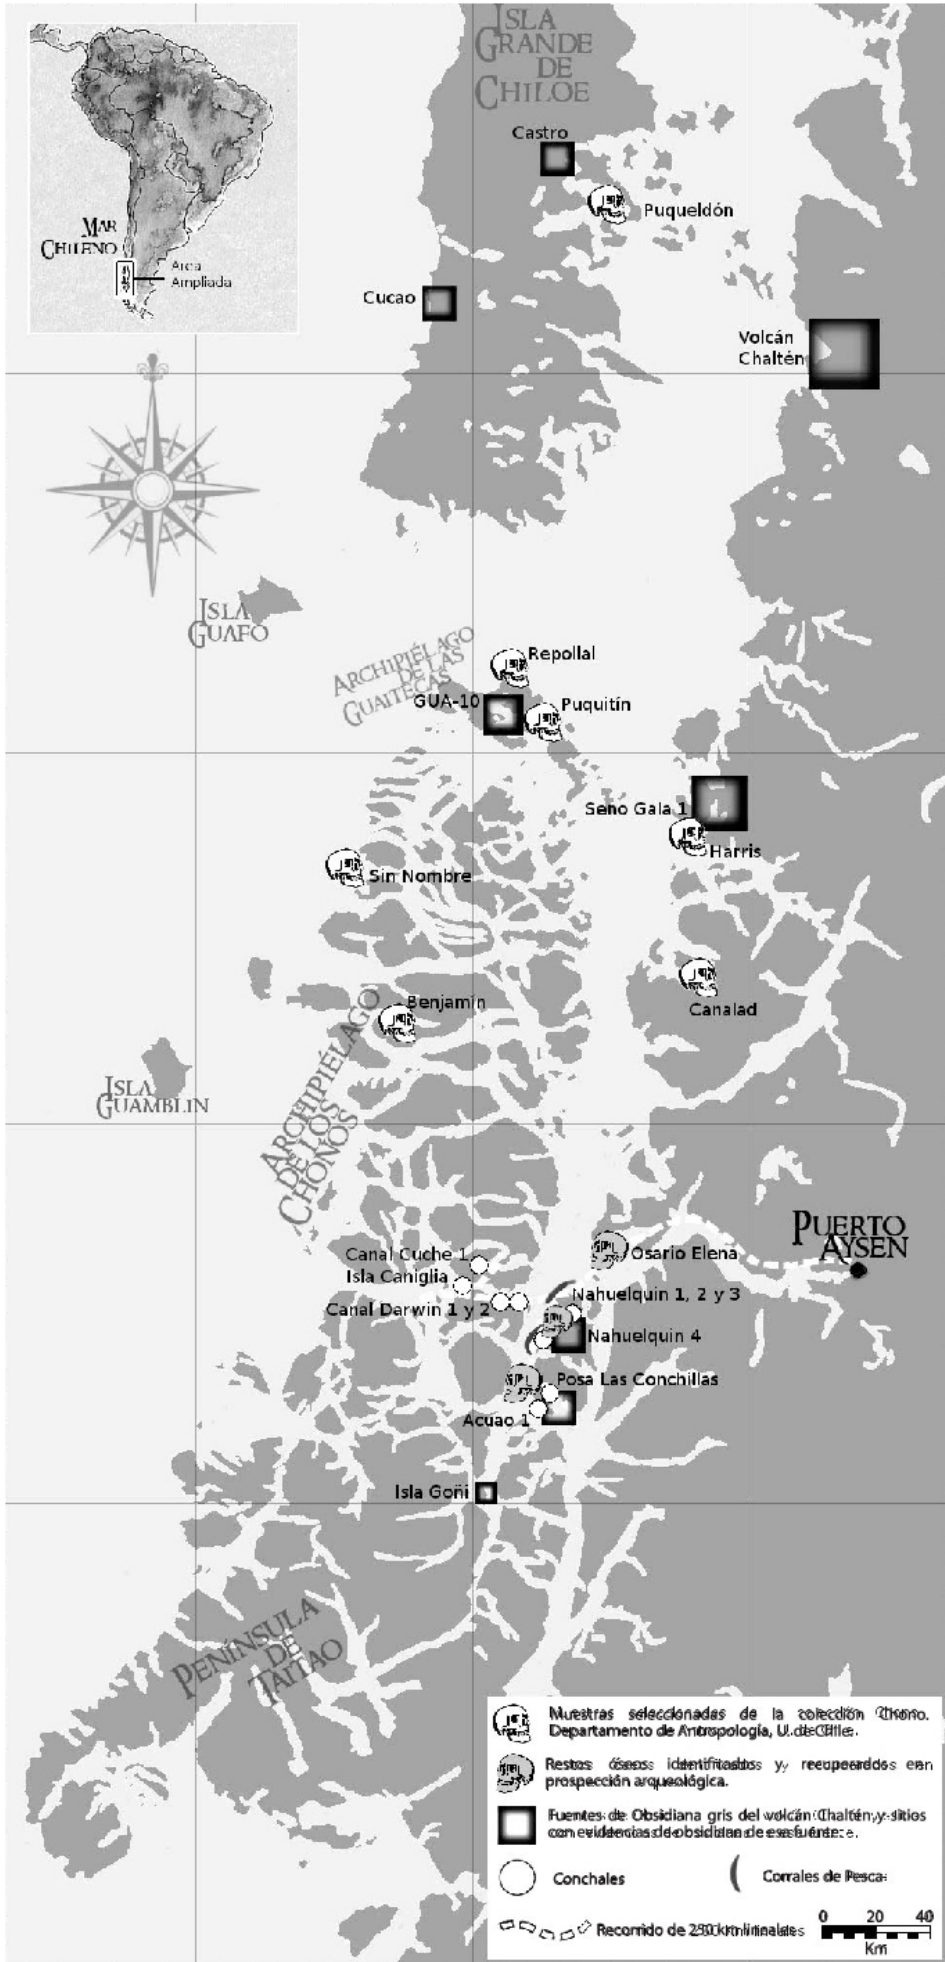 ISLA
GRANDE
DE
CHILOE
Castro
Puqueldón
MAR
CHILENO
Area
Ampliada
Cucao
Volcán
Chaltén
ISLA
GUAFO
ARCHIPIÉLAGO
DE LAS
GUAITECAS
Repollal
GUA-10
Puquitín
Seno Gala 1
Harris
Sin Nombre
Canalad
Benjamín
ISLA
GUAMBLIN
ARCHIPIÉLAGO
DE LOS
CHONOS
PUERTO
AYSEN
Canal Cuche 1
Osario Elena
Isla Caniglia
Nahuelquin 1, 2 y 3
Canal Darwin 1 y 2
Nahuelquin 4
Posa Las Conchillas
Acuao 1
Isla Goñi
PENÍNSULA
DE
TAITAO
Muestras seleccionadas de la colección Chono.
Departamento de Antropología, U. de Chile.
Restos óseos identificados y recuperados en
prospección arqueológica.
Fuentes de Obsidiana gris del volcán Chaltén y sitios
con evidencias de obsidiana de esa fuente.
Conchales
Corrales de Pesca
Recorrido de 250 km lineales
0 20 40
Km